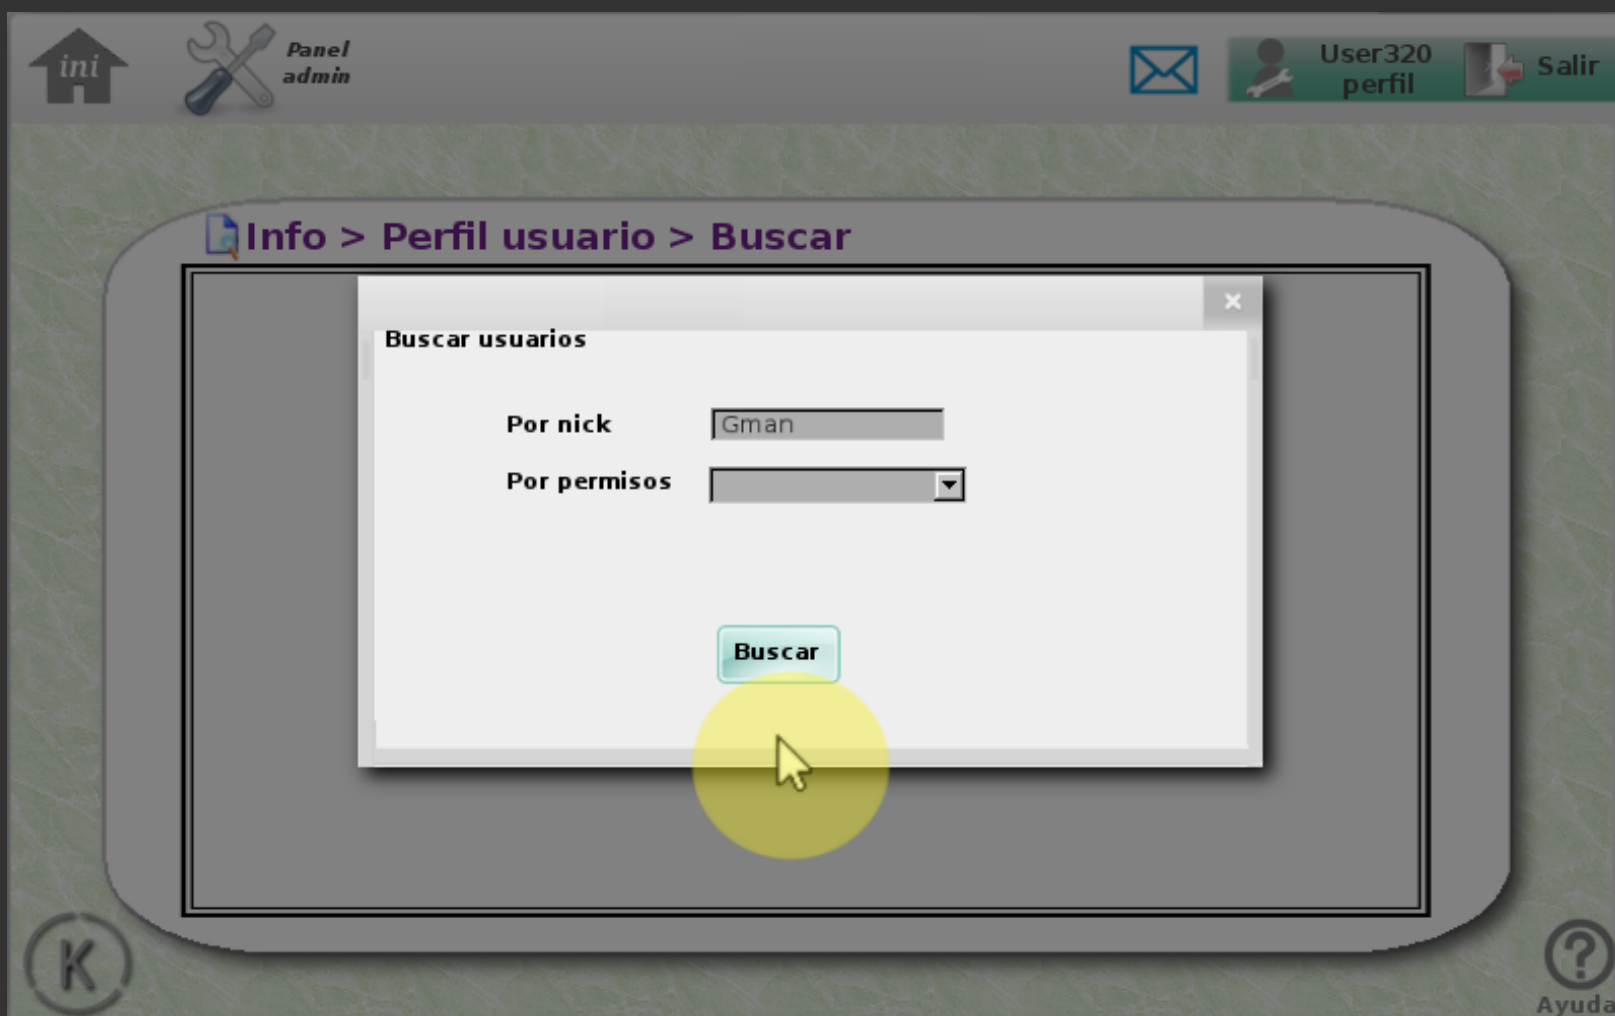 ini
Panel
admin
User320
perfil
Salir
Info > Perfil usuario > Buscar
Buscar usuarios
Por nick
Gman
Por permisos
Buscar
K
Ayuda